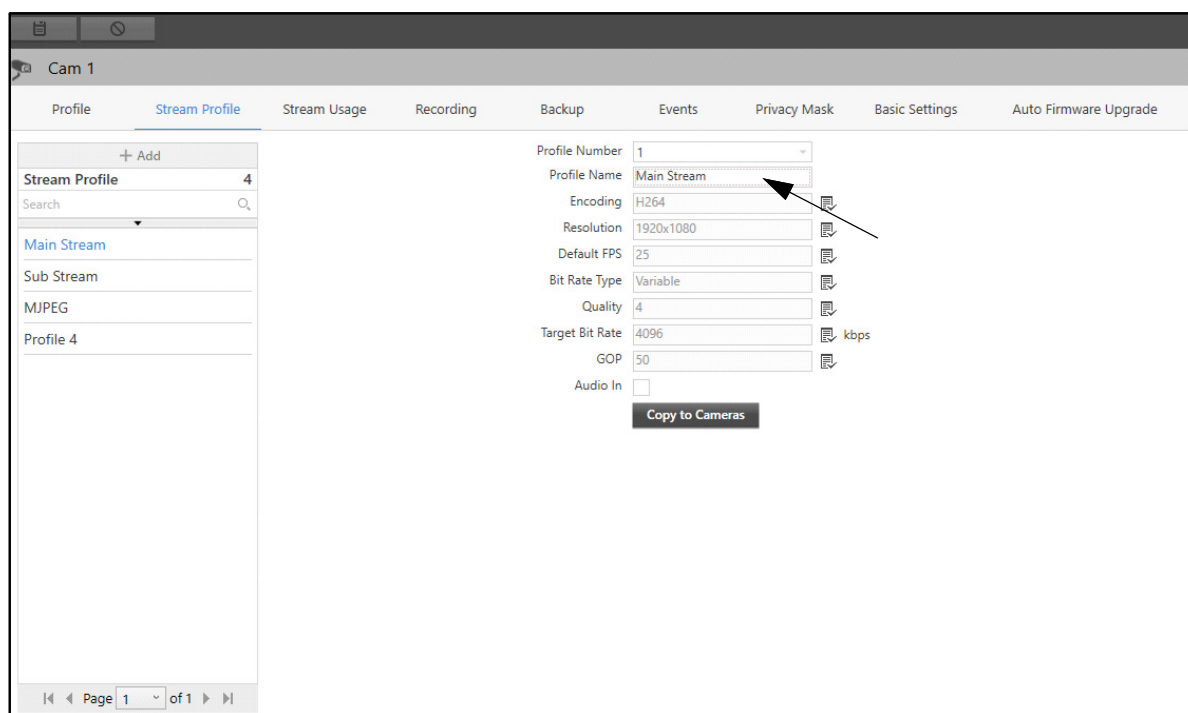 Cam 1
Profile Stream Profile Stream Usage Recording Backup Events Privacy Mask Basic Settings Auto Firmware Upgrade
+ Add
Stream Profile 4
Search
Main Stream
Sub Stream
MJPEG
Profile 4
Page 1 of 1
Profile Number 1
Profile Name Main Stream
Encoding H264
Resolution 1920x1080
Default FPS 25
Bit Rate Type Variable
Quality 4
Target Bit Rate 4096 kbps
GOP 50
Audio In
Copy to Cameras